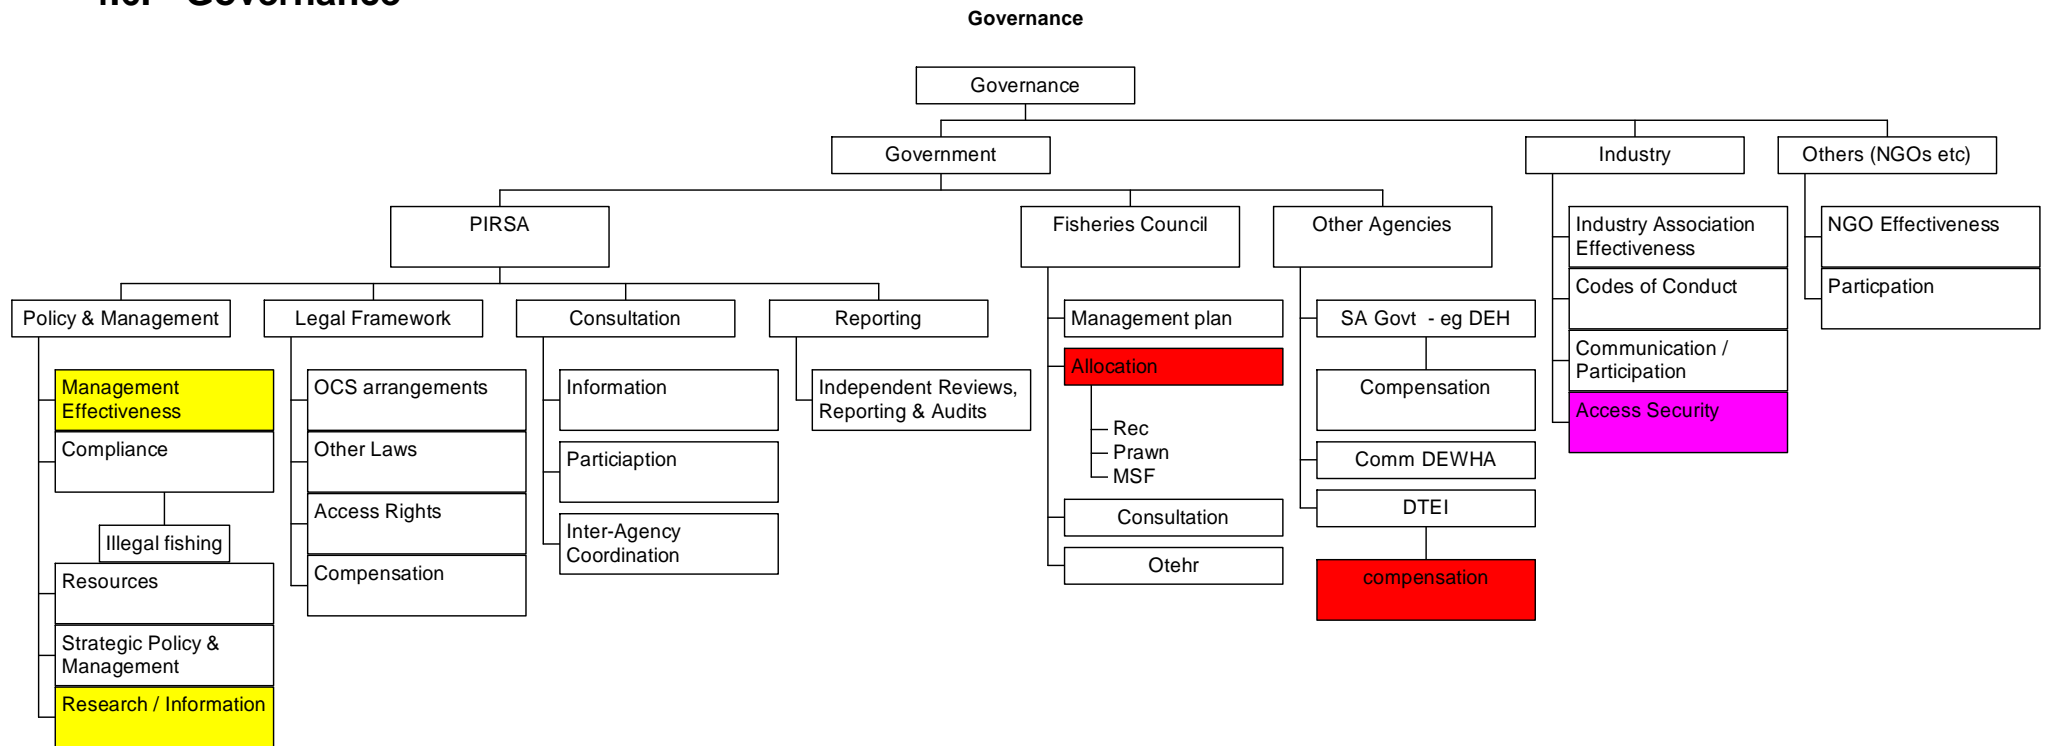 Governance
Governance
Governance
Government
Industry
Others (NGOs etc)
PIRSA
Fisheries Council
Other Agencies
Industry Association
Effectiveness
Codes of Conduct
Communication /
Participation
Access Security
NGO Effectiveness
Particpation
Policy & Management
Legal Framework
Consultation
Reporting
Management
Effectiveness
Compliance
Illegal fishing
Resources
Strategic Policy &
Management
Research / Information
OCS arrangements
Other Laws
Access Rights
Compensation
Information
Particiaption
Inter-Agency
Coordination
Independent Reviews,
Reporting & Audits
Management plan
Allocation
Rec
Prawn
MSF
Consultation
Otehr
SA Govt - eg DEH
Compensation
Comm DEWHA
DTEI
compensation